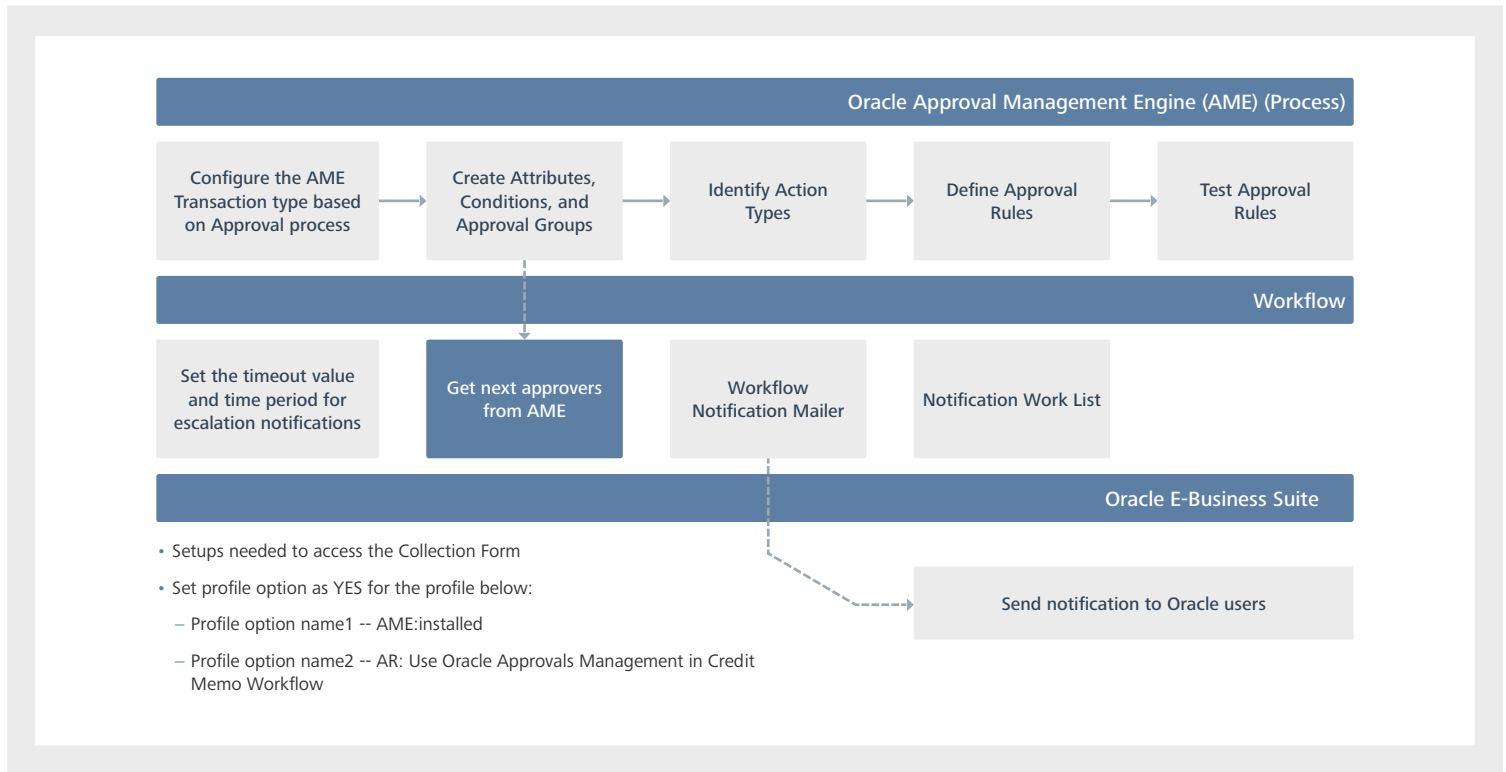 Oracle Approval Management Engine (AME) (Process)
Configure the AME
Transaction type based
on Approval process
Create Attributes,
Conditions, and
Approval Groups
Identify Action
Types
Define Approval
Rules
Test Approval
Rules
Workflow
Set the timeout value
and time period for
escalation notifications
Get next approvers
from AME
Workflow
Notification Mailer
Notification Work List
Oracle E-Business Suite
• Setups needed to access the Collection Form
• Set profile option as YES for the profile below:
– Profile option name1 -- AME:installed
– Profile option name2 -- AR: Use Oracle Approvals Management in Credit
Memo Workflow
Send notification to Oracle users